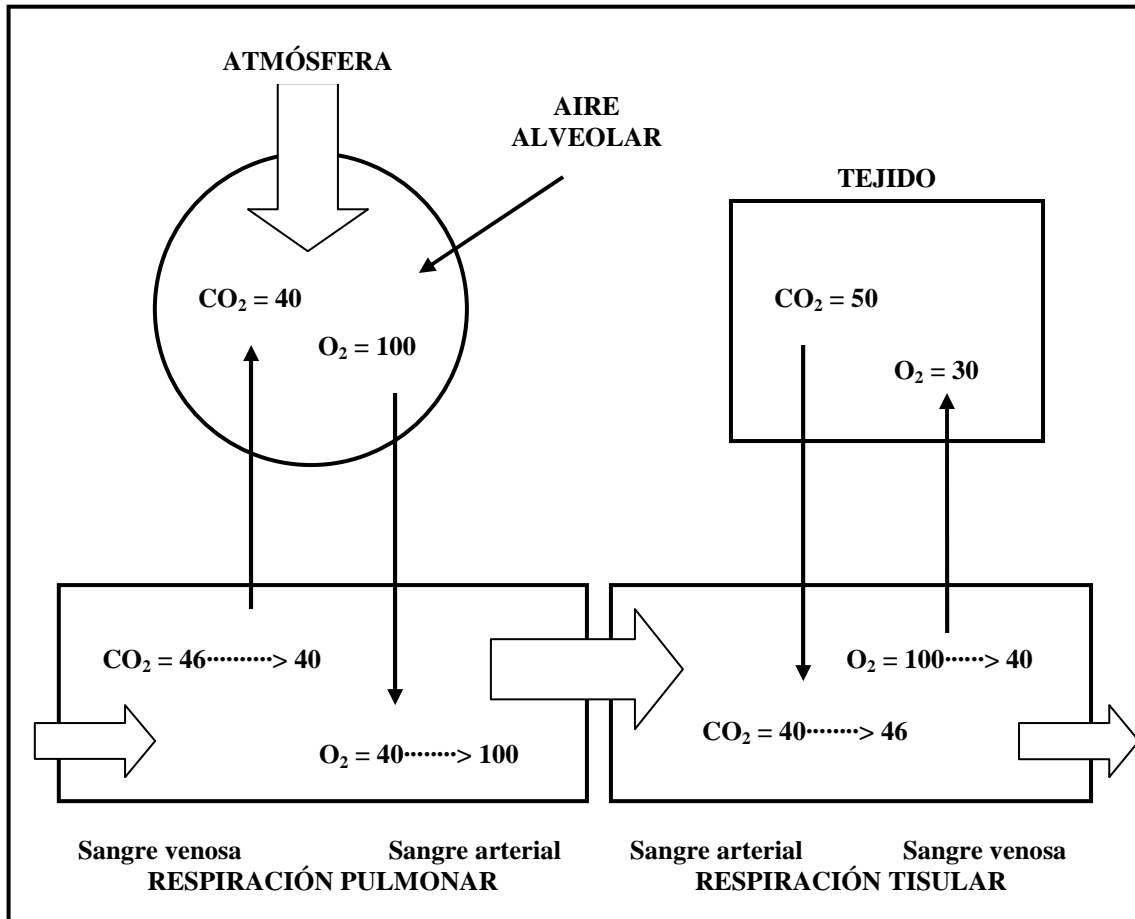 ATMÓSFERA
AIRE
ALVEOLAR
TEJIDO
CO₂ = 40
O₂ = 100
CO₂ = 50
O₂ = 30
CO₂ = 46··········> 40
O₂ = 40········> 100
O₂ = 100······> 40
CO₂ = 40········> 46
Sangre venosa Sangre arterial
RESPIRACIÓN PULMONAR
Sangre arterial Sangre venosa
RESPIRACIÓN TISULAR